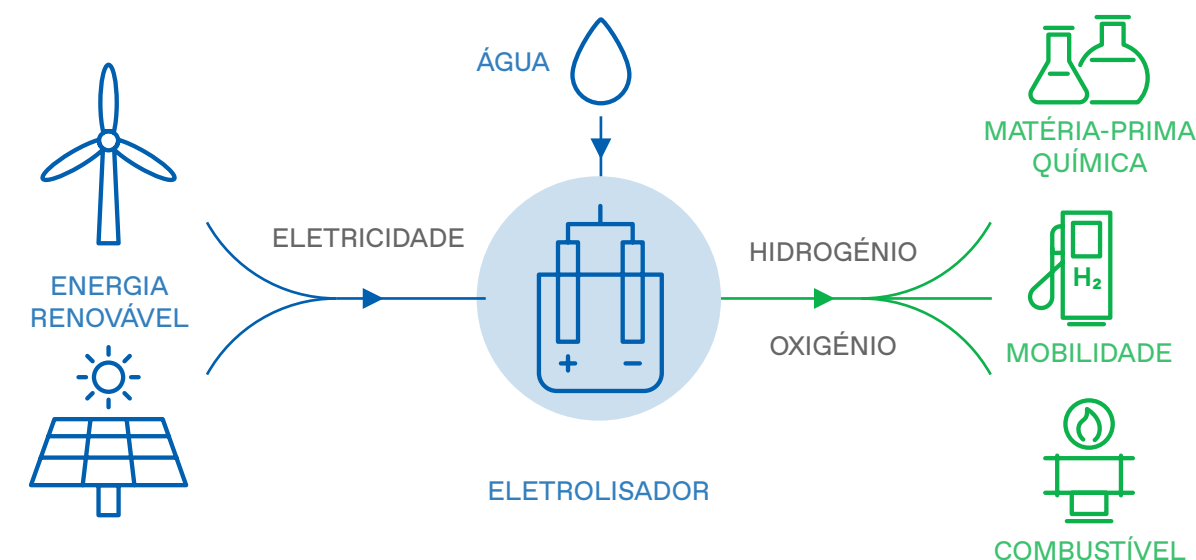 ÁGUA
ENERGIA
RENOVÁVEL
ELETRICIDADE
+
−
ELETROLISADOR
HIDROGÉNIO
OXIGÉNIO
MATÉRIA-PRIMA
QUÍMICA
H₂
MOBILIDADE
COMBUSTÍVEL